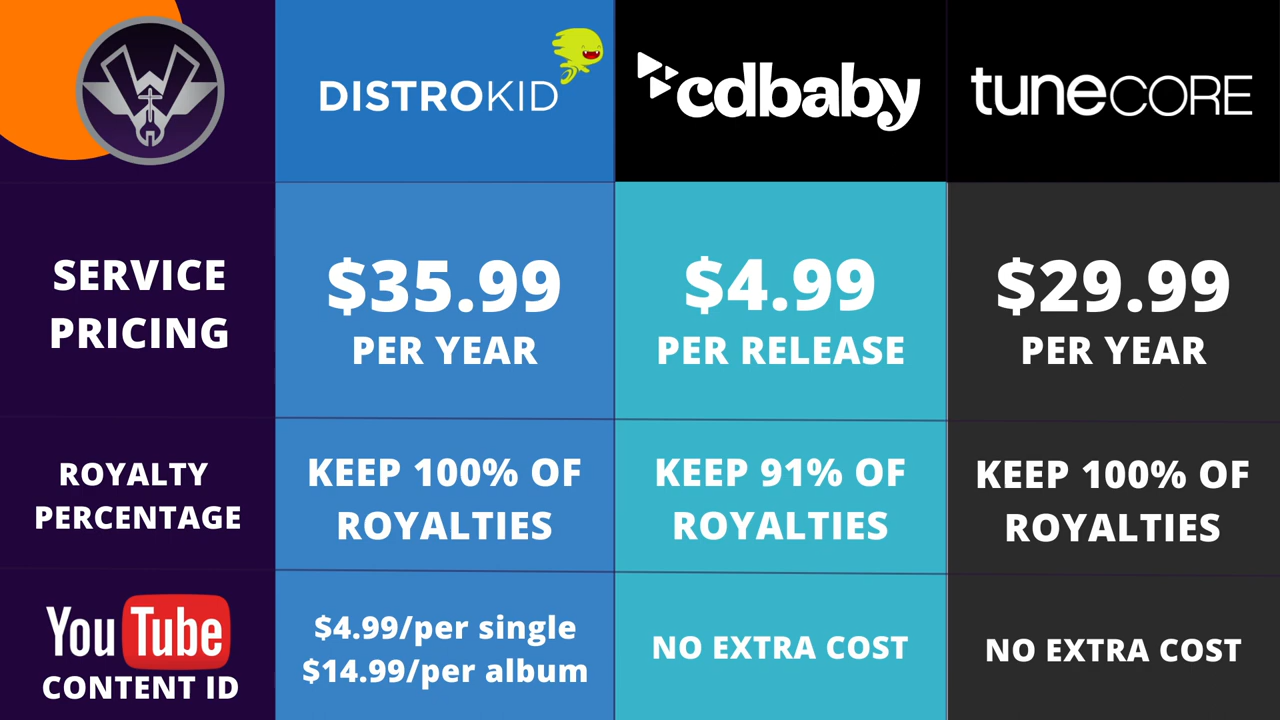 DISTROKID
cdbaby
tunecore
SERVICE
PRICING
$35.99
PER YEAR
$4.99
PER RELEASE
$29.99
PER YEAR
ROYALTY
PERCENTAGE
KEEP 100% OF
ROYALTIES
KEEP 91% OF
ROYALTIES
KEEP 100% OF
ROYALTIES
YouTube
CONTENT ID
$4.99/per single
$14.99/per album
NO EXTRA COST
NO EXTRA COST